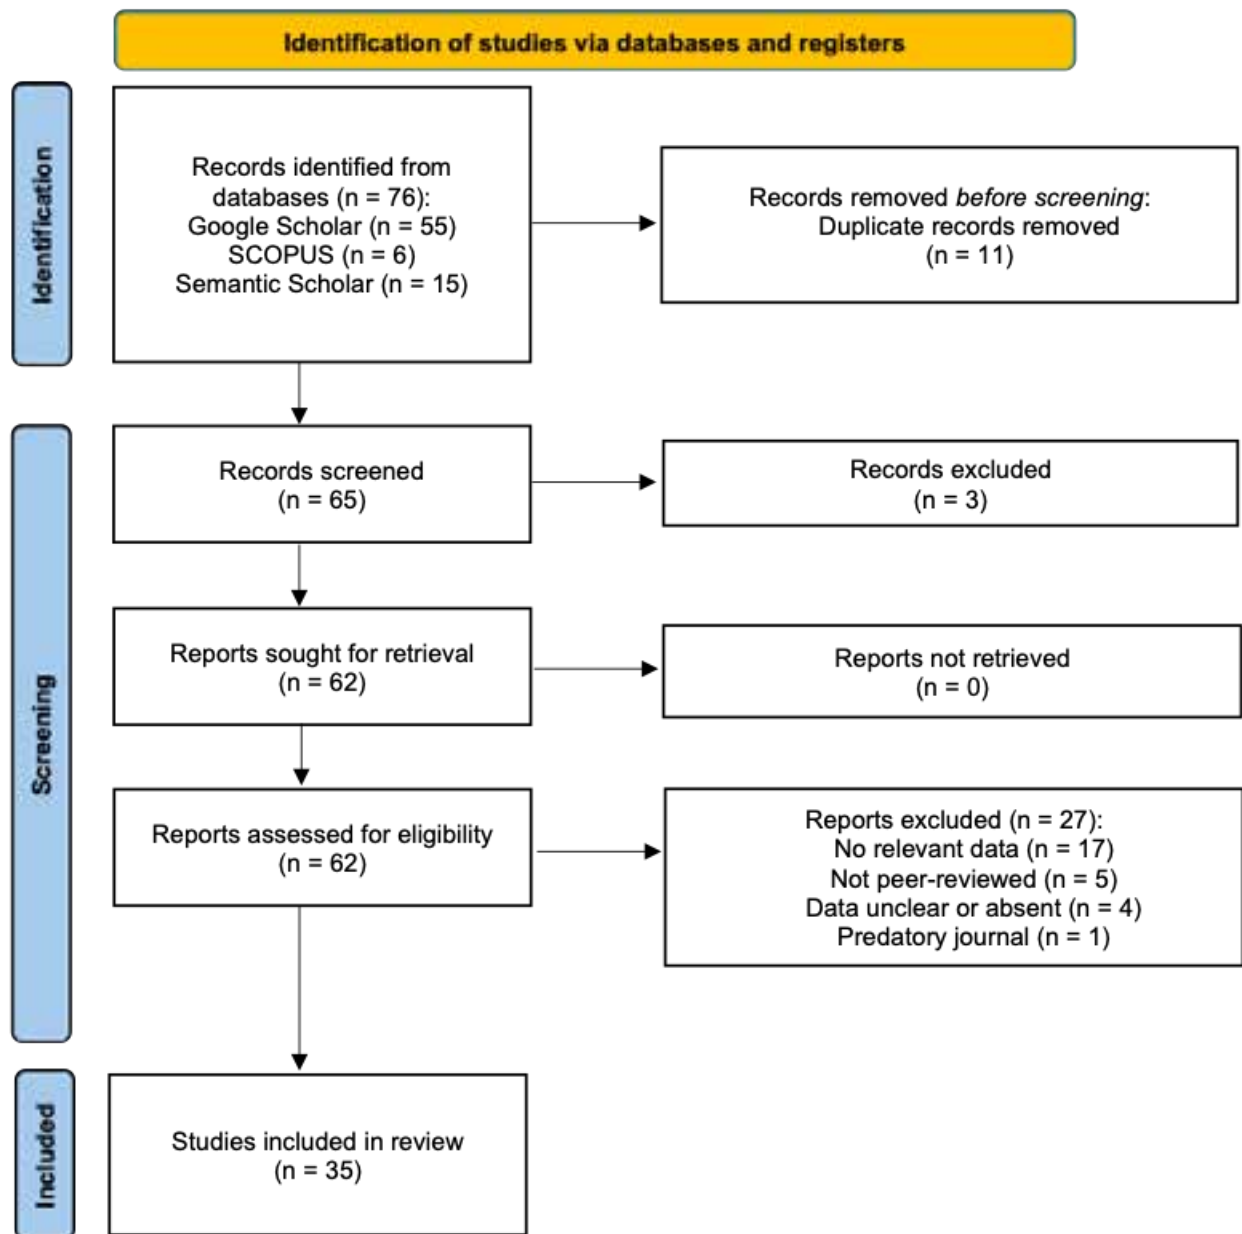 Identification of studies via databases and registers
Identification
Records identified from
databases (n = 76):
Google Scholar (n = 55)
SCOPUS (n = 6)
Semantic Scholar (n = 15)
Records removed before screening:
Duplicate records removed
(n = 11)
Screening
Records screened
(n = 65)
Records excluded
(n = 3)
Reports sought for retrieval
(n = 62)
Reports not retrieved
(n = 0)
Reports assessed for eligibility
(n = 62)
Reports excluded (n = 27):
No relevant data (n = 17)
Not peer-reviewed (n = 5)
Data unclear or absent (n = 4)
Predatory journal (n = 1)
Included
Studies included in review
(n = 35)